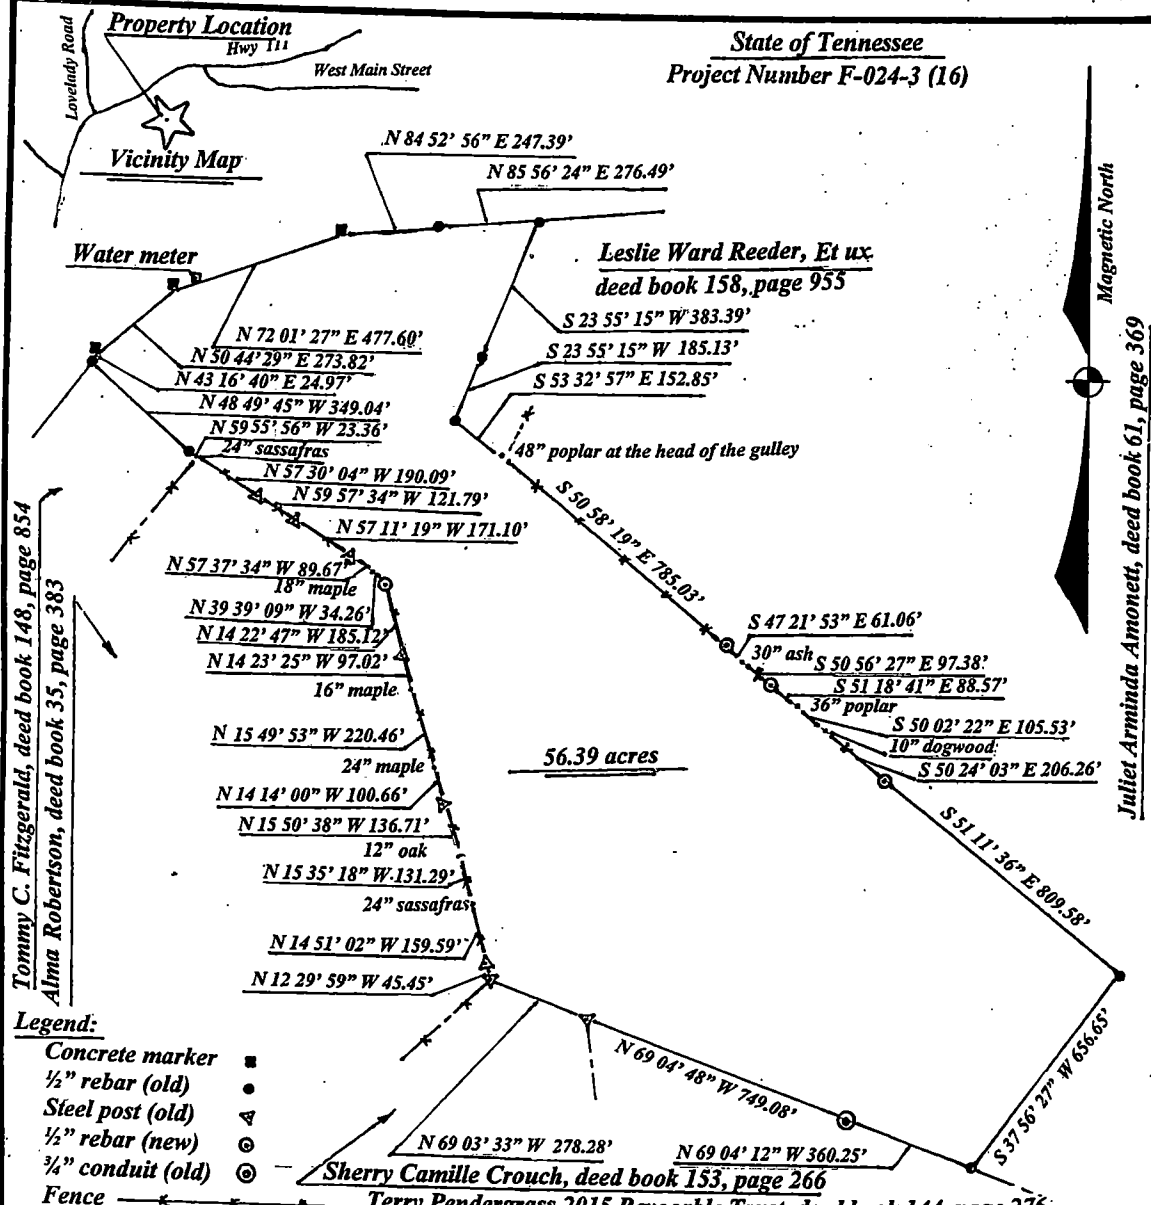 Property Location
Lovelady Road
Hwy 111
West Main Street
Vicinity Map
State of Tennessee
Project Number F-024-3 (16)
N 84 52' 56" E 247.39'
N 85 56' 24" E 276.49'
Magnetic North
Water meter
Leslie Ward Reeder, Et ux.
deed book 158, page 955
N 72 01' 27" E 477.60'
N 50 44' 29" E 273.82'
N 43 16' 40" E 24.97'
N 48 49' 45" W 349.04'
N 59 55' 56" W 23.36'
24" sassafras
N 57 30' 04" W 190.09'
N 59 57' 34" W 121.79'
N 57 11' 19" W 171.10'
N 57 37' 34" W 89.67'
18" maple
N 39 39' 09" W 34.26'
N 14 22' 47" W 185.12'
N 14 23' 25" W 97.02'
16" maple
N 15 49' 53" W 220.46'
24" maple
N 14 14' 00" W 100.66'
N 15 50' 38" W 136.71'
12" oak
N 15 35' 18" W 131.29'
24" sassafras
N 14 51' 02" W 159.59'
N 12 29' 59" W 45.45'
S 23 55' 15" W 383.39'
S 23 55' 15" W 185.13'
S 53 32' 57" E 152.85'
48" poplar at the head of the gulley
S 50 58' 19" E 785.03'
S 47 21' 53" E 61.06'
30" ash
S 50 56' 27" E 97.38'
S 51 18' 41" E 88.57'
36" poplar
S 50 02' 22" E 105.53'
10" dogwood
S 50 24' 03" E 206.26'
56.39 acres
S 51 11' 36" E 809.58'
S 37 56' 27" W 656.65'
N 69 04' 48" W 749.08'
N 69 03' 33" W 278.28'
N 69 04' 12" W 360.25'
Juliet Arminda Amonett, deed book 61, page 369
Tommy C. Fitzgerald, deed book 148, page 854
Alma Robertson, deed book 35, page 383
Legend:
Concrete marker
½" rebar (old)
Steel post (old)
½" rebar (new)
¾" conduit (old)
Fence
Sherry Camille Crouch, deed book 153, page 266
Terry Pendergrass 2015 Revocable Trust, deed book 144, page 276